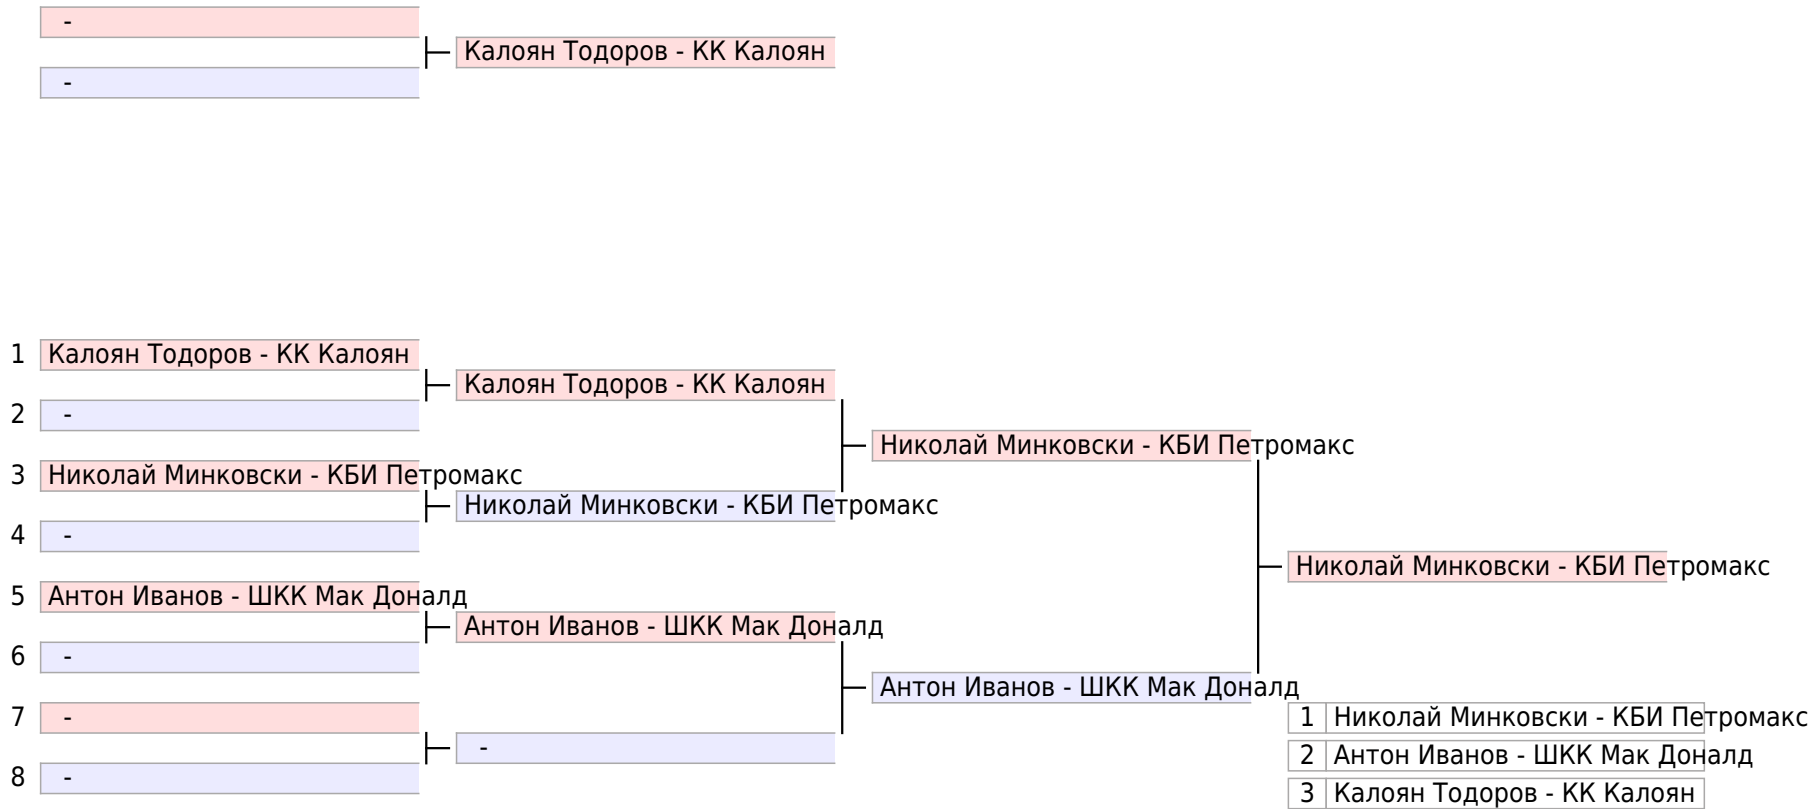 -
Калоян Тодоров - КК Калоян
-
1 Калоян Тодоров - КК Калоян
Калоян Тодоров - КК Калоян
2 -
Николай Минковски - КБИ Петромакс
3 Николай Минковски - КБИ Петромакс
Николай Минковски - КБИ Петромакс
4 -
Николай Минковски - КБИ Петромакс
5 Антон Иванов - ШКК Мак Доналд
Антон Иванов - ШКК Мак Доналд
6 -
Антон Иванов - ШКК Мак Доналд
7 -
1 Николай Минковски - КБИ Петромакс
-
2 Антон Иванов - ШКК Мак Доналд
8 -
3 Калоян Тодоров - КК Калоян